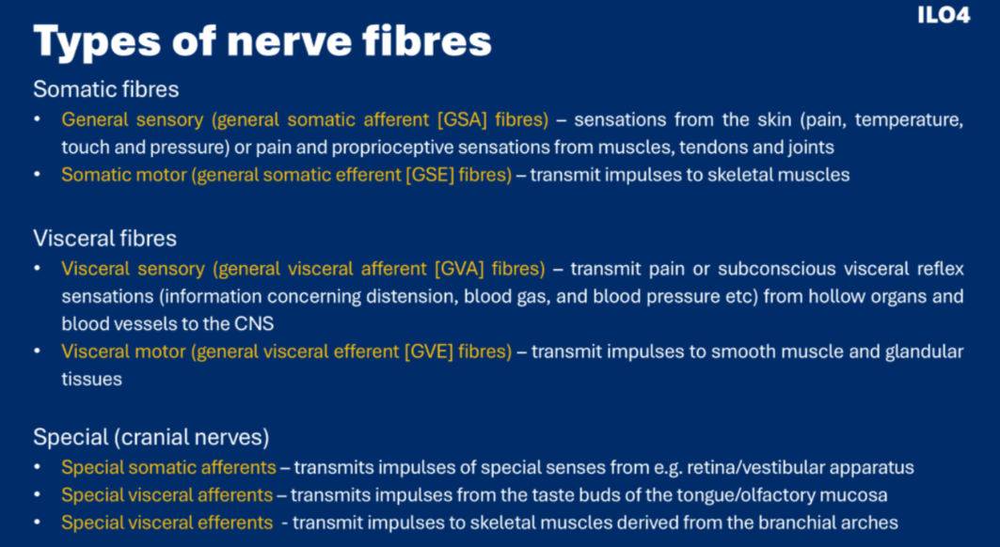 ILO4
Types of nerve fibres
Somatic fibres
• General sensory (general somatic afferent [GSA] fibres) – sensations from the skin (pain, temperature,
touch and pressure) or pain and proprioceptive sensations from muscles, tendons and joints
• Somatic motor (general somatic efferent [GSE] fibres) – transmit impulses to skeletal muscles
Visceral fibres
• Visceral sensory (general visceral afferent [GVA] fibres) – transmit pain or subconscious visceral reflex
sensations (information concerning distension, blood gas, and blood pressure etc) from hollow organs and
blood vessels to the CNS
• Visceral motor (general visceral efferent [GVE] fibres) – transmit impulses to smooth muscle and glandular
tissues
Special (cranial nerves)
• Special somatic afferents – transmits impulses of special senses from e.g. retina/vestibular apparatus
• Special visceral afferents – transmits impulses from the taste buds of the tongue/olfactory mucosa
• Special visceral efferents - transmit impulses to skeletal muscles derived from the branchial arches